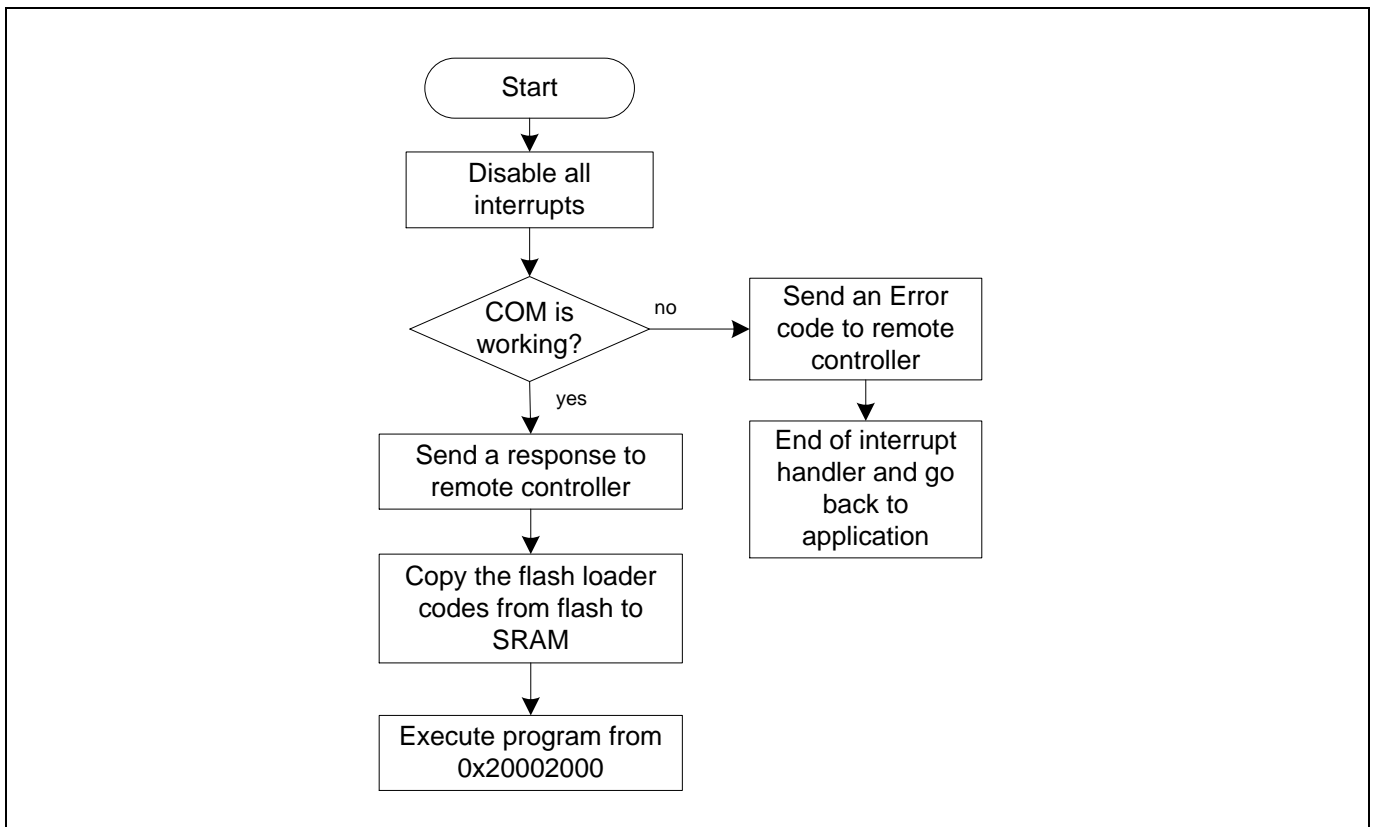 Start
Disable all
interrupts
COM is
working?
no
Send an Error
code to remote
controller
yes
End of interrupt
handler and go
back to
application
Send a response to
remote controller
Copy the flash loader
codes from flash to
SRAM
Execute program from
0x20002000